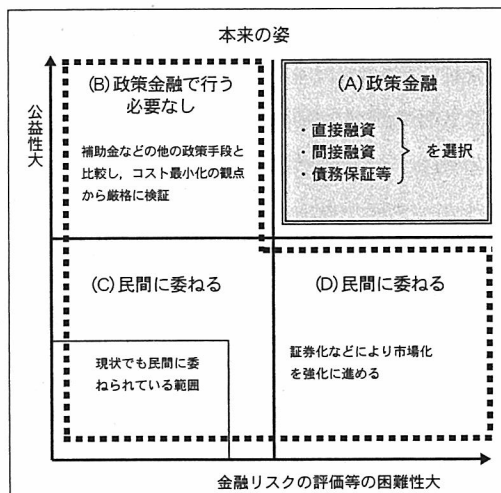 本来の姿
公益性大
(B)政策金融で行う
必要なし
補助金などの他の政策手段と
比較し，コスト最小化の観点
から厳格に検証
(A)政策金融
・直接融資
・間接融資
・債務保証等
を選択
(C)民間に委ねる
現状でも民間に委
ねられている範囲
(D)民間に委ねる
証券化などにより市場化
を強化に進める
金融リスクの評価等の困難性大